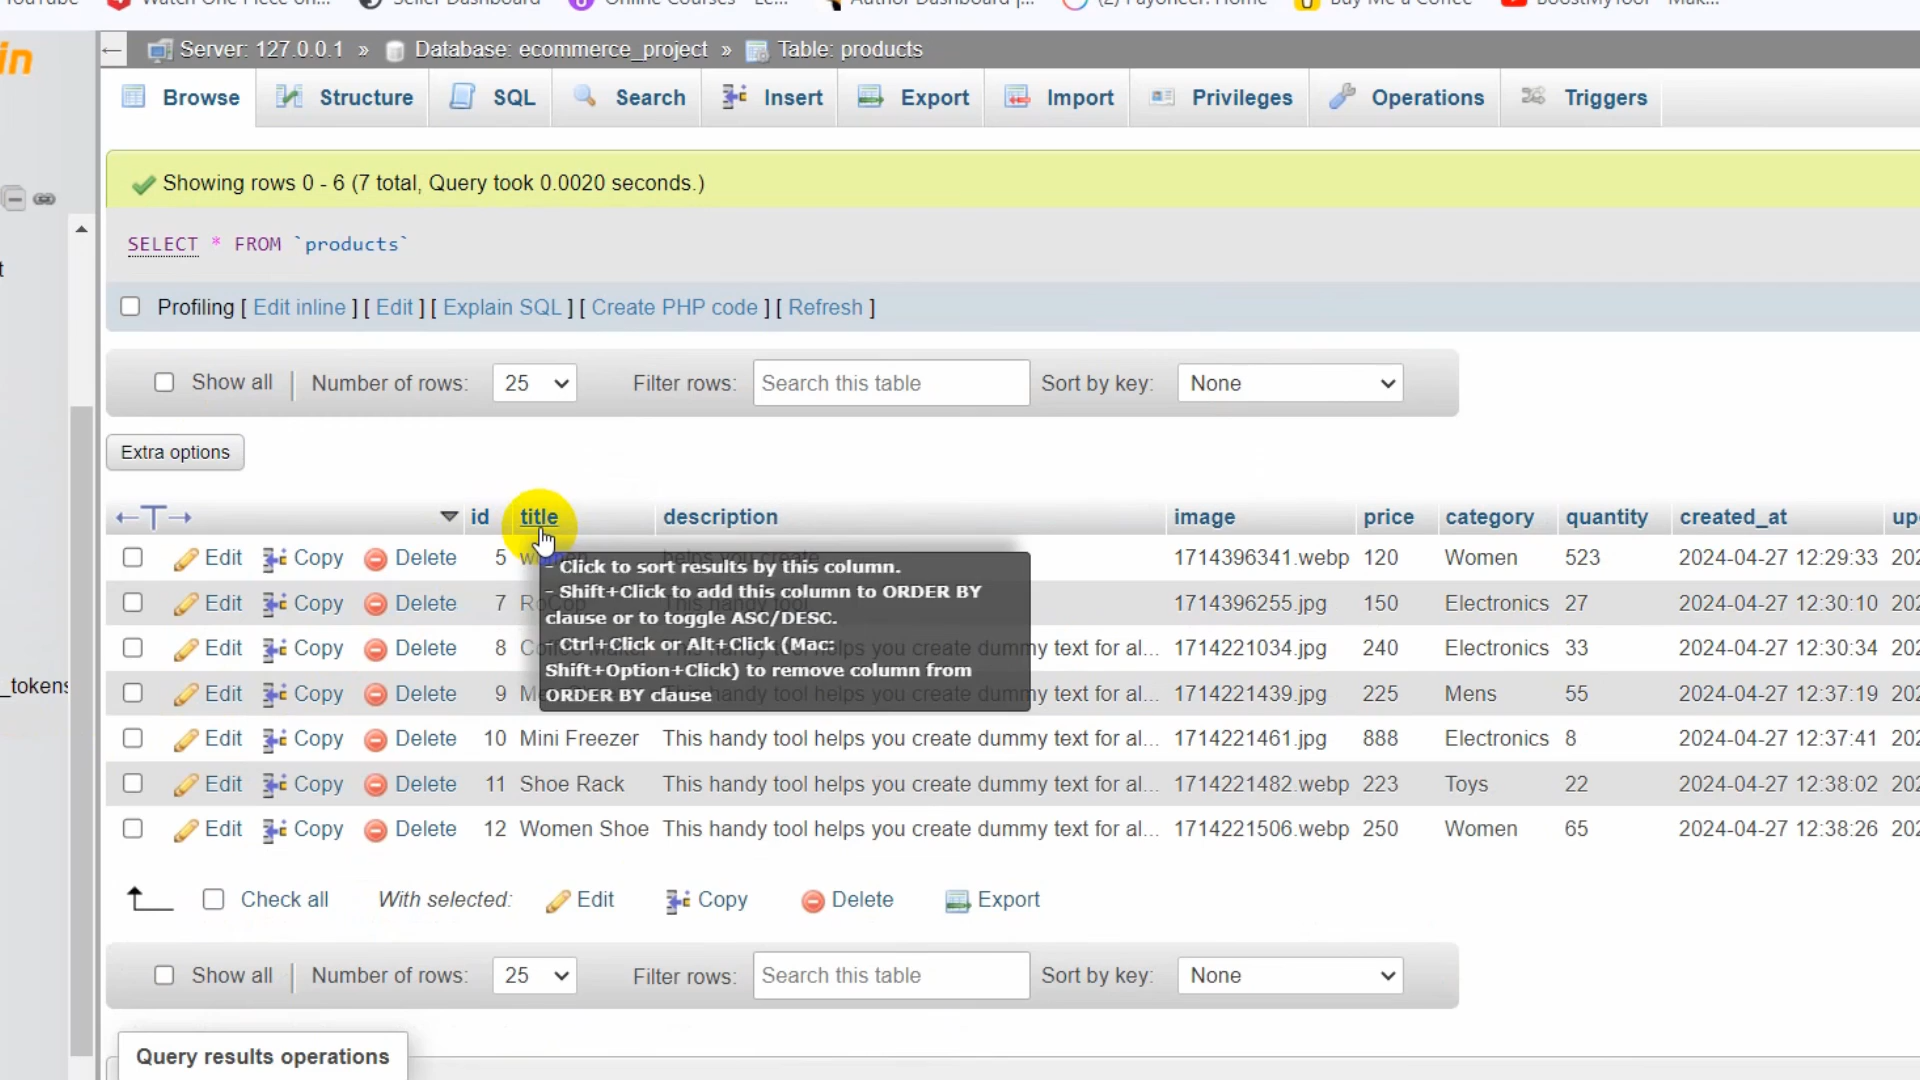 Server: 127.0.0.1 » Database: ecommerce_project » Table: products
in
Browse Structure SQL Search Insert Export Import Privileges Operations Triggers
Showing rows 0 - 6 (7 total, Query took 0.0020 seconds.)
SELECT * FROM `products`
t
Profiling [ Edit inline ] [ Edit ] [ Explain SQL ] [ Create PHP code ] [ Refresh ]
Show all | Number of rows: 25 Filter rows: Search this table Sort by key: None
Extra options
id title description image price category quantity created_at up
Edit Copy Delete 5 women helps you create 1714396341.webp 120 Women 523 2024-04-27 12:29:33 202
- Click to sort results by this column.
- Shift+Click to add this column to ORDER BY
clause or to toggle ASC/DESC.
- Ctrl+Click or Alt+Click (Mac:
Shift+Option+Click) to remove column from
ORDER BY clause
Edit Copy Delete 7 This handy tool 1714396255.jpg 150 Electronics 27 2024-04-27 12:30:10 202
Edit Copy Delete 8 my dummy text for al... 1714221034.jpg 240 Electronics 33 2024-04-27 12:30:34 202
_tokens
Edit Copy Delete 9 my text for al... 1714221439.jpg 225 Mens 55 2024-04-27 12:37:19 202
Edit Copy Delete 10 Mini Freezer This handy tool helps you create dummy text for al... 1714221461.jpg 888 Electronics 8 2024-04-27 12:37:41 202
Edit Copy Delete 11 Shoe Rack This handy tool helps you create dummy text for al... 1714221482.webp 223 Toys 22 2024-04-27 12:38:02 202
Edit Copy Delete 12 Women Shoe This handy tool helps you create dummy text for al... 1714221506.webp 250 Women 65 2024-04-27 12:38:26 202
Check all With selected: Edit Copy Delete Export
Show all | Number of rows: 25 Filter rows: Search this table Sort by key: None
Query results operations